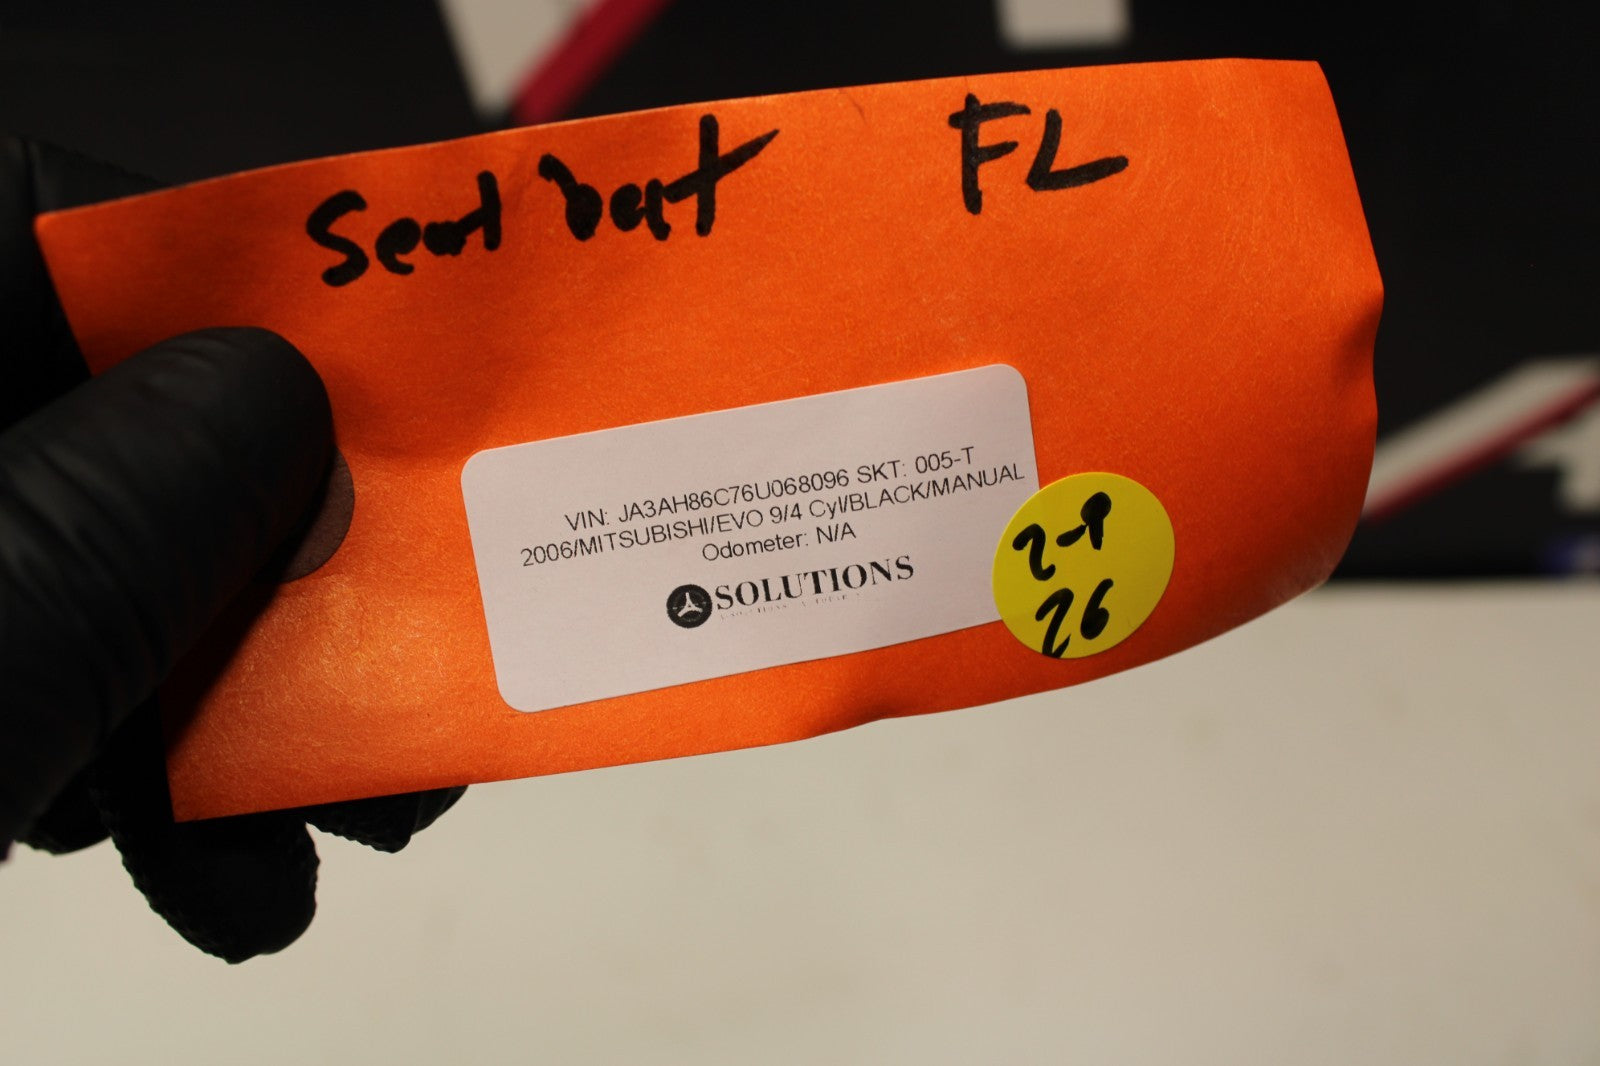 Seat belt FL
VIN: JA3AH86C76U068096 SKT: 005-T
2006/MITSUBISHI/EVO 9/4 Cyl/BLACK/MANUAL
Odometer: N/A
SOLUTIONS
2-9
26